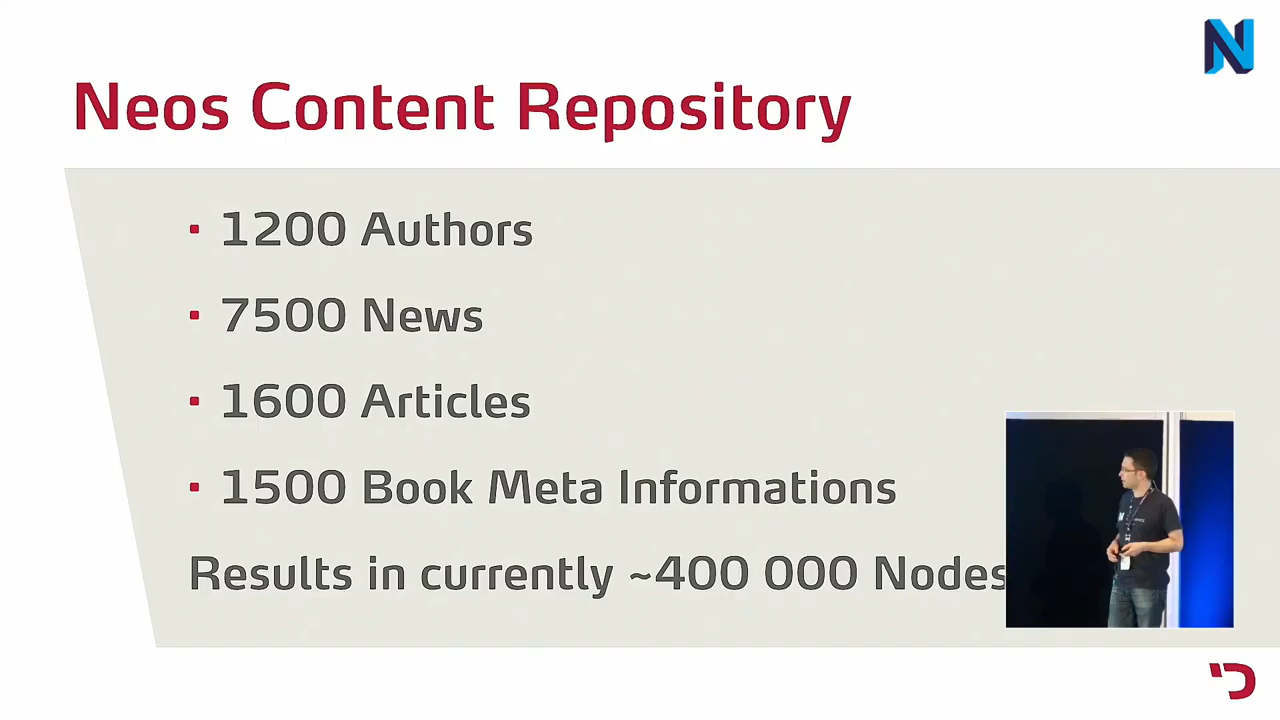 Neos Content Repository
· 1200 Authors
· 7500 News
· 1600 Articles
· 1500 Book Meta Informations
Results in currently ~400 000 Nodes